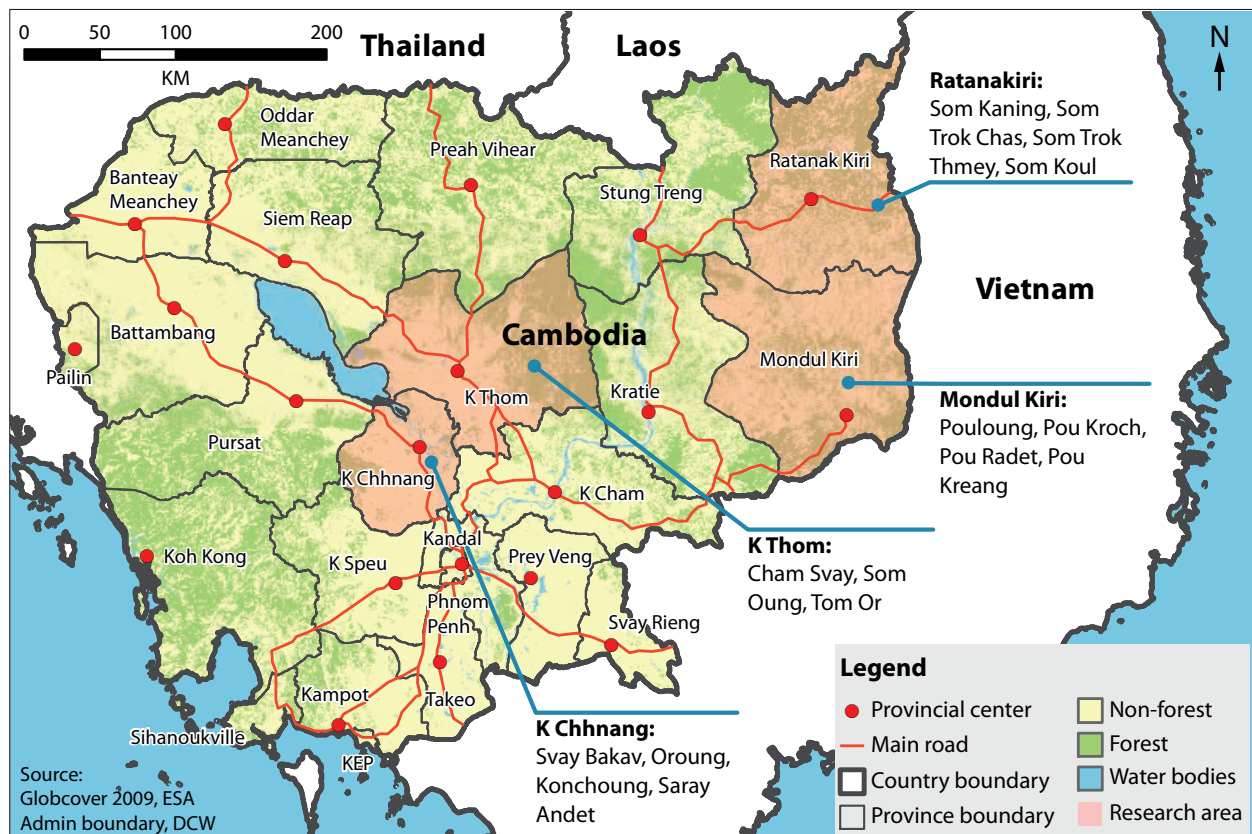 0 50 100 200
KM
Thailand
Laos
N
Ratanakiri:
Som Kaning, Som
Trok Chas, Som Trok
Thmey, Som Koul
Oddar
Meanchey
Preah Vihear
Ratanak Kiri
Banteay
Meanchey
Stung Treng
Siem Reap
Vietnam
Battambang
Cambodia
Mondul Kiri
Pailin
K Thom
Kratie
Mondul Kiri:
Pouloung, Pou Kroch,
Pou Radet, Pou
Kreang
Pursat
K Chhnang
K Cham
K Thom:
Cham Svay, Som
Oung, Tom Or
Koh Kong
K Speu
Kandal
Prey Veng
Phnom
Penh
Svay Rieng
Kampot
Takeo
Sihanoukville
KEP
K Chhnang:
Svay Bakav, Oroung,
Konchoung, Saray
Andet
Source:
Globcover 2009, ESA
Admin boundary, DCW
Legend
Provincial center
Main road
Country boundary
Province boundary
Non-forest
Forest
Water bodies
Research area